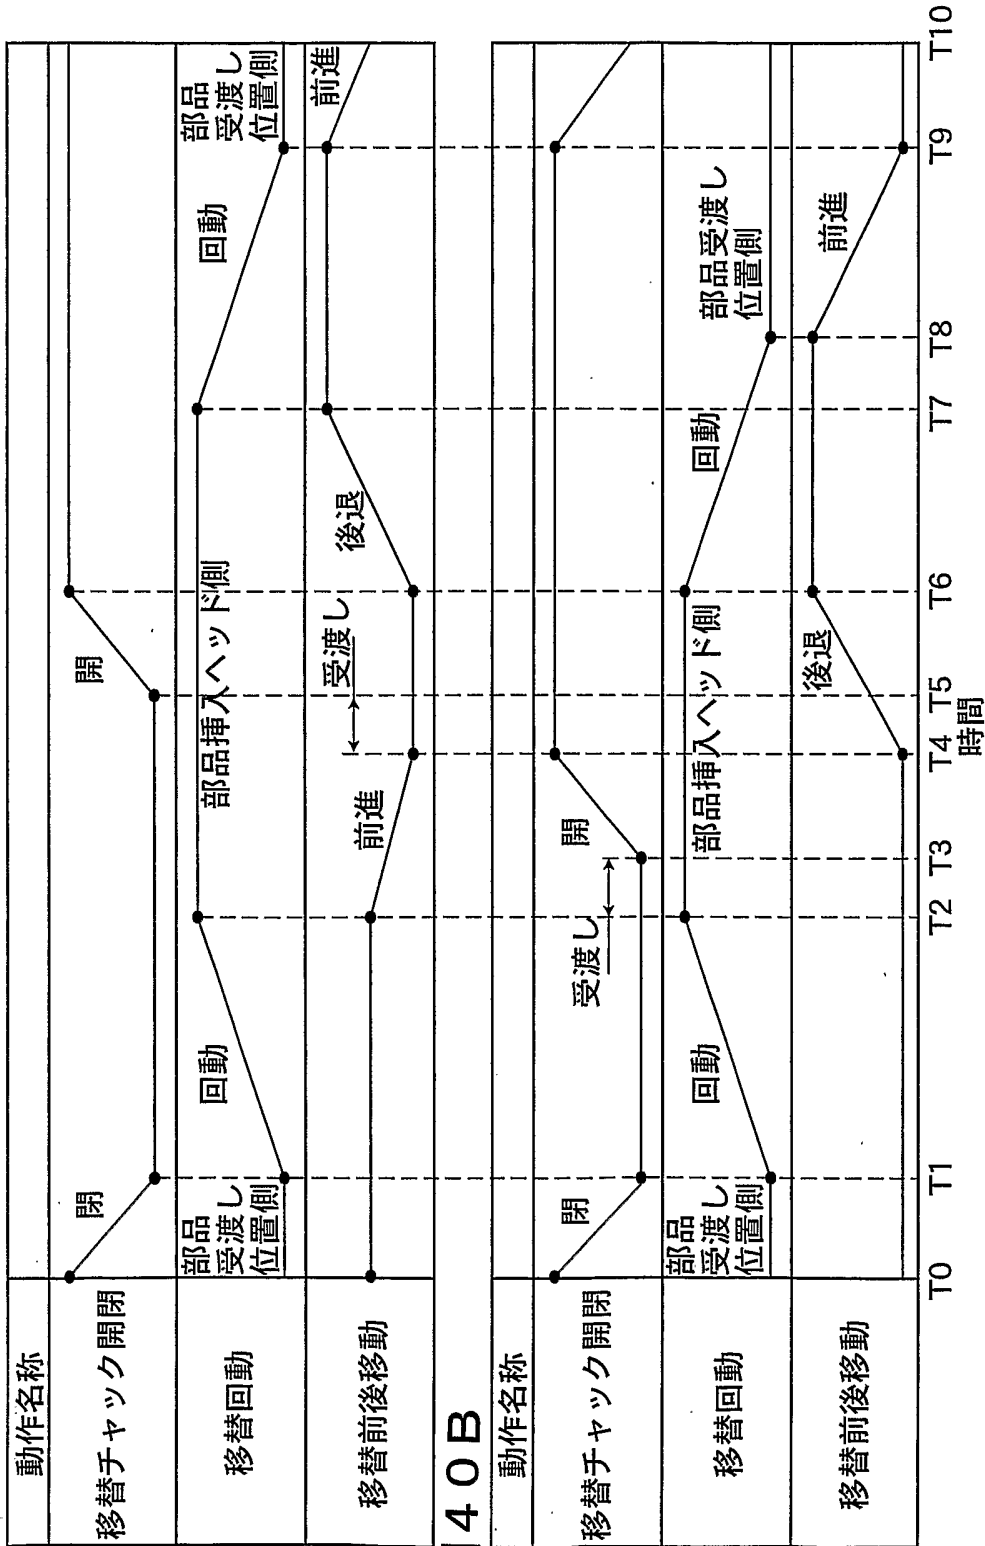 動作名称
移替チャック開閉
閉
開
移替回動
部品
受渡し
位置側
回動
部品挿入ヘッド側
回動
部品
受渡し
位置側
移替前後移動
前進
受渡し
後退
前進
40B
動作名称
移替チャック開閉
閉
受渡し
開
移替回動
部品
受渡し
位置側
回動
部品挿入ヘッド側
回動
部品受渡し
位置側
移替前後移動
後退
前進
T0 T1 T2 T3 T4 T5 T6 T7 T8 T9 T10
時間